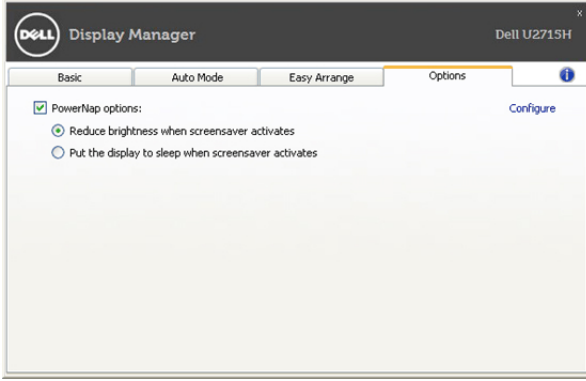 DELL Display Manager Dell U2715H
x
Basic Auto Mode Easy Arrange Options i
PowerNap options: Configure
Reduce brightness when screensaver activates
Put the display to sleep when screensaver activates